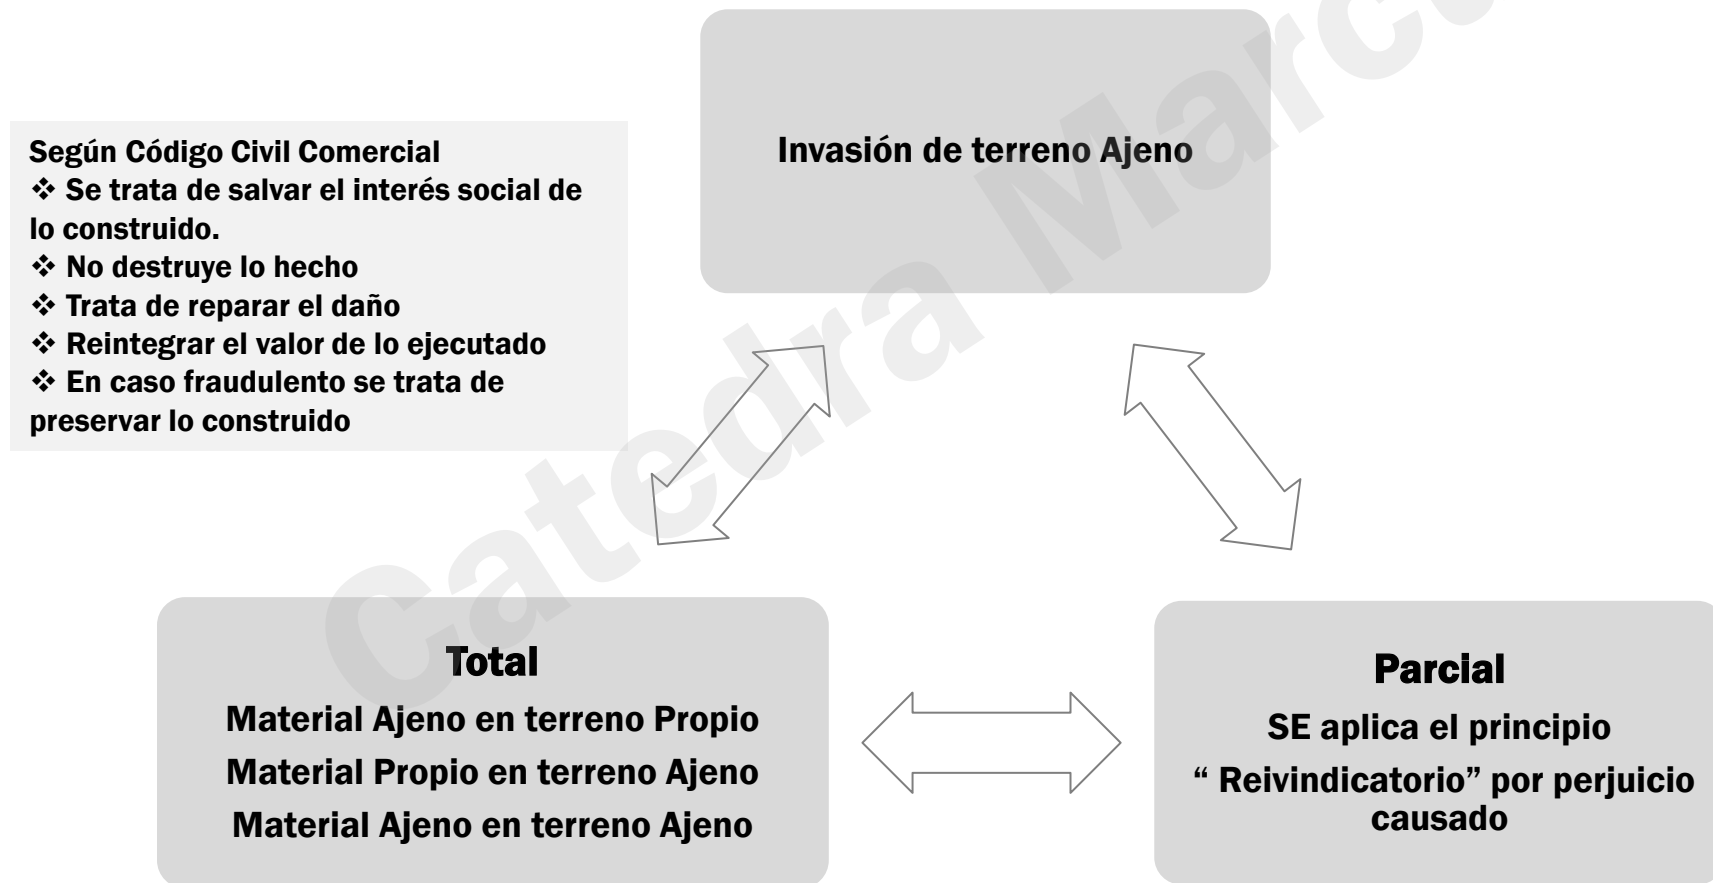 Invasión de terreno Ajeno
Según Código Civil Comercial
❖ Se trata de salvar el interés social de
lo construido.
❖ No destruye lo hecho
❖ Trata de reparar el daño
❖ Reintegrar el valor de lo ejecutado
❖ En caso fraudulento se trata de
preservar lo construido
Total
Material Ajeno en terreno Propio
Material Propio en terreno Ajeno
Material Ajeno en terreno Ajeno
Parcial
SE aplica el principio
“ Reivindicatorio” por perjuicio
causado
Catedra